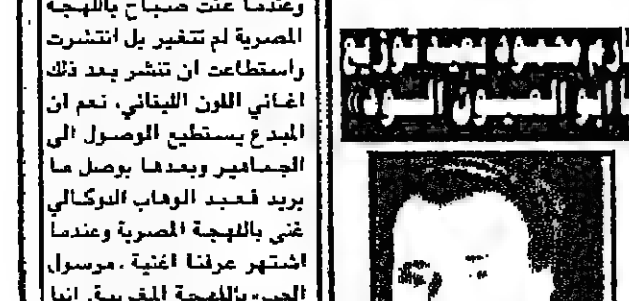 كارم محمود يعيد توزيع
«ابو العيون السود»
وعندما غنت صباح باللهجة
المصرية لم تتغير بل انتشرت
واستطاعت ان تنشر بعد ذلك
اغاني اللون اللبناني، نعم ان
المبدع يستطيع الوصول الى
الجماهير وبعدها يوصل ما
يريد فعبد الوهاب الدوكالي
غنى باللهجة المصرية وعندما
اشتهر عرفنا اغنية «مرسول
الحب» باللهجة المغربية. انها